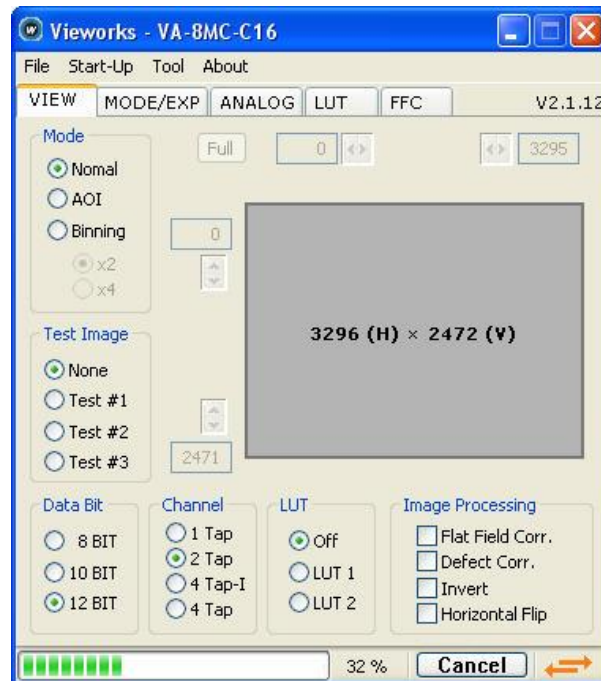 Vieworks - VA-8MC-C16
File Start-Up Tool About
VIEW MODE/EXP ANALOG LUT FFC V2.1.12
Mode
Nomal
AOI
Binning
x2
x4
Full 0 3295
0
3296 (H) × 2472 (V)
2471
Test Image
None
Test #1
Test #2
Test #3
Data Bit
8 BIT
10 BIT
12 BIT
Channel
1 Tap
2 Tap
4 Tap-I
4 Tap
LUT
Off
LUT 1
LUT 2
Image Processing
Flat Field Corr.
Defect Corr.
Invert
Horizontal Flip
32 % Cancel